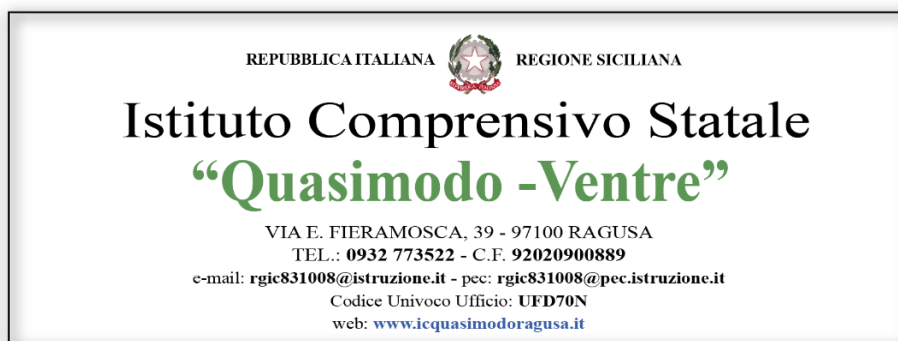 REPUBBLICA ITALIANA REGIONE SICILIANA
Istituto Comprensivo Statale
“Quasimodo -Ventre”
VIA E. FIERAMOSCA, 39 - 97100 RAGUSA
TEL.: 0932 773522 - C.F. 92020900889
e-mail: rgic831008@istruzione.it - pec: rgic831008@pec.istruzione.it
Codice Univoco Ufficio: UFD70N
web: www.icquasimodoragusa.it